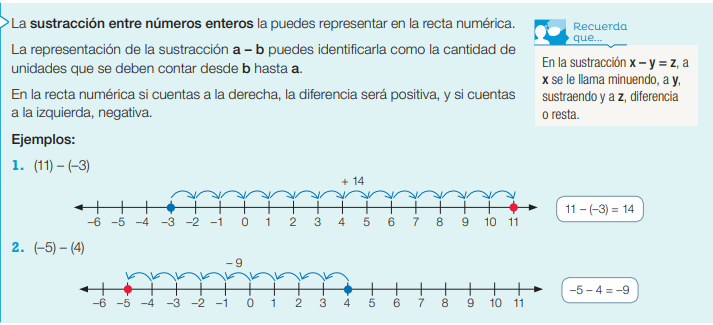 La sustracción entre números enteros la puedes representar en la recta numérica.
La representación de la sustracción a – b puedes identificarla como la cantidad de
unidades que se deben contar desde b hasta a.
En la recta numérica si cuentas a la derecha, la diferencia será positiva, y si cuentas
a la izquierda, negativa.
Recuerda
que...
En la sustracción x – y = z, a
x se le llama minuendo, a y,
sustraendo y a z, diferencia
o resta.
Ejemplos:
1. (11) – (–3)
+ 14
–6 –5 –4 –3 –2 –1 0 1 2 3 4 5 6 7 8 9 10 11
11 – (–3) = 14
2. (–5) – (4)
– 9
–6 –5 –4 –3 –2 –1 0 1 2 3 4 5 6 7 8 9 10 11
–5 – 4 = –9